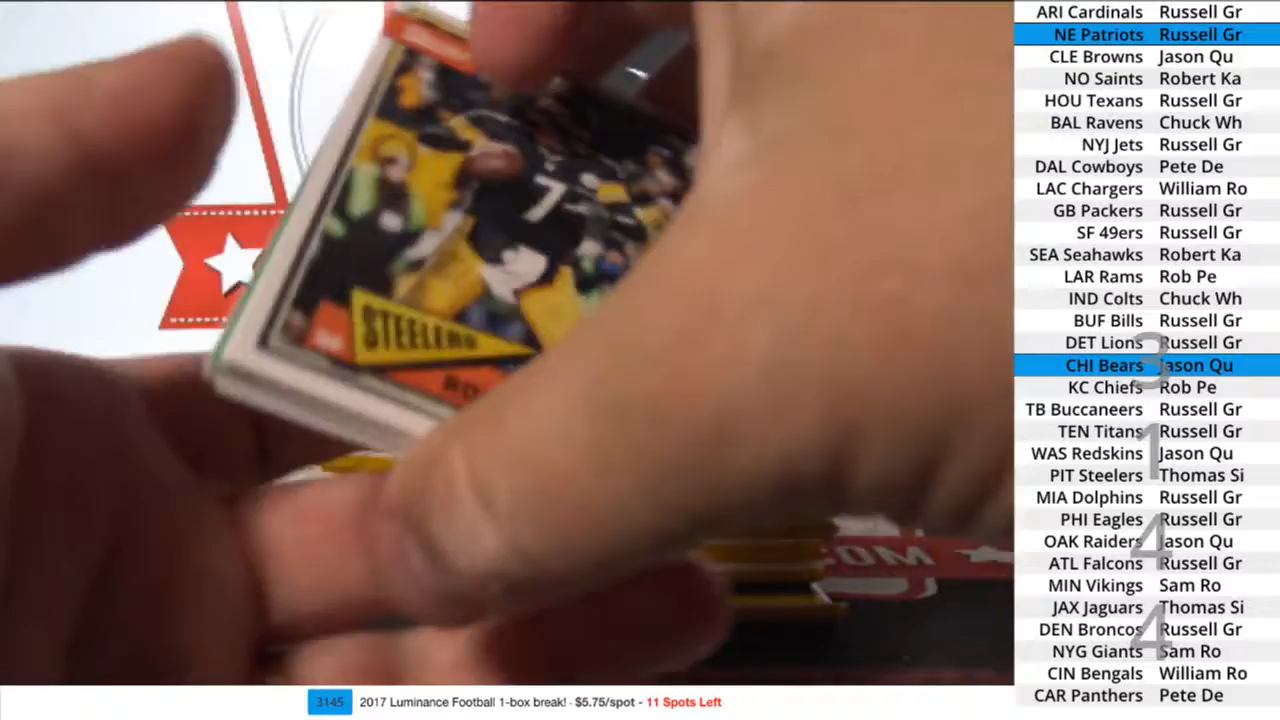 ARI Cardinals Russell Gr
NE Patriots Russell Gr
CLE Browns Jason Qu
NO Saints Robert Ka
HOU Texans Russell Gr
BAL Ravens Chuck Wh
NYJ Jets Russell Gr
DAL Cowboys Pete De
LAC Chargers William Ro
GB Packers Russell Gr
SF 49ers Russell Gr
SEA Seahawks Robert Ka
LAR Rams Rob Pe
IND Colts Chuck Wh
BUF Bills Russell Gr
DET Lions Russell Gr
3
CHI Bears Jason Qu
KC Chiefs Rob Pe
TB Buccaneers Russell Gr
TEN Titans Russell Gr
1
WAS Redskins Jason Qu
PIT Steelers Thomas Si
MIA Dolphins Russell Gr
PHI Eagles Russell Gr
4
OAK Raiders Jason Qu
ATL Falcons Russell Gr
MIN Vikings Sam Ro
JAX Jaguars Thomas Si
4
DEN Broncos Russell Gr
NYG Giants Sam Ro
CIN Bengals William Ro
CAR Panthers Pete De
7
STEELERS
RO
.COM
3145 2017 Luminance Football 1-box break! · $5.75/spot - 11 Spots Left